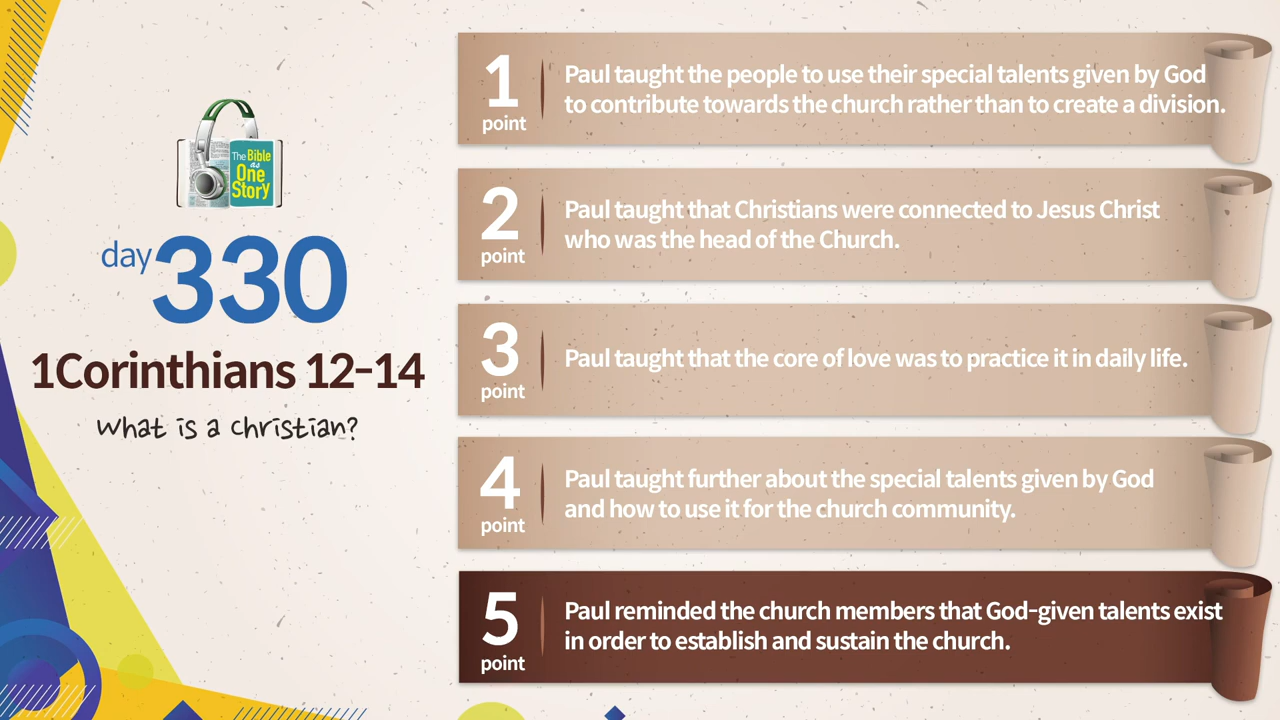 The Bible
as
One
Story
day 330
1Corinthians 12-14
What is a christian?
1
point
Paul taught the people to use their special talents given by God
to contribute towards the church rather than to create a division.
2
point
Paul taught that Christians were connected to Jesus Christ
who was the head of the Church.
3
point
Paul taught that the core of love was to practice it in daily life.
4
point
Paul taught further about the special talents given by God
and how to use it for the church community.
5
point
Paul reminded the church members that God-given talents exist
in order to establish and sustain the church.